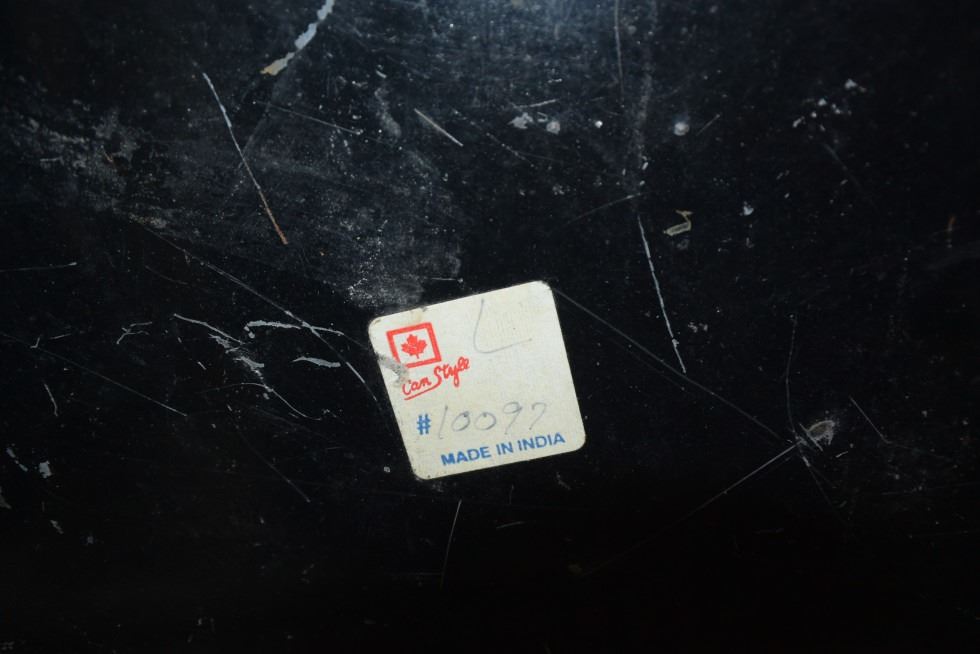 L
Can Style
#10097
MADE IN INDIA